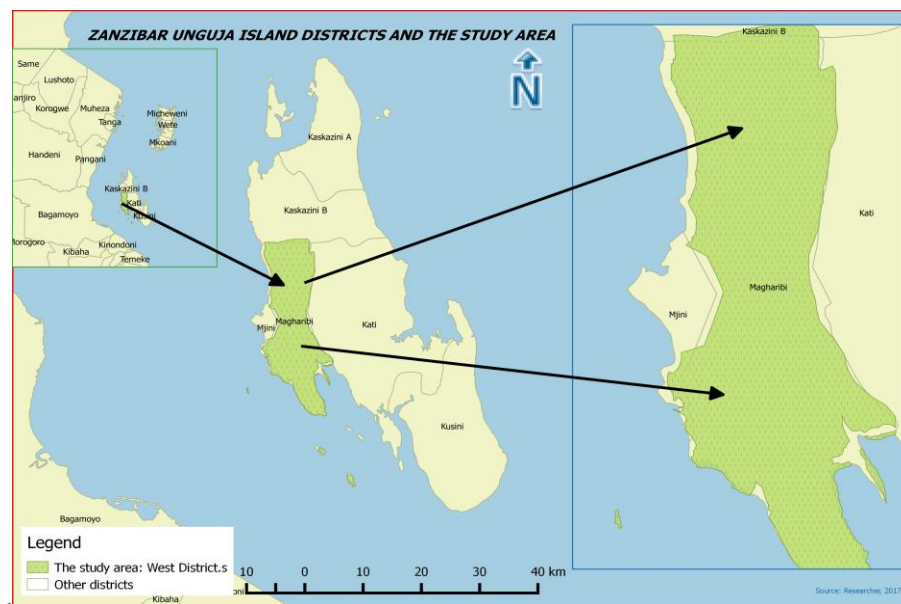 ZANZIBAR UNGUJA ISLAND DISTRICTS AND THE STUDY AREA
N
Same
Lushoto
Korogwe
Muheza
Tanga
Handeni
Pangani
Micheweni
Wete
Mkoani
Kaskazini B
Kati
Kusini
Bagamoyo
Kinondoni
Kibaha
Temeke
Kaskazini A
Kaskazini B
Mjini
Magharibi
Kati
Kusini
Kaskazini B
Kati
Magharibi
Mjini
Bagamoyo
Kibaha
Legend
The study area: West District.s
Other districts
10 0 10 20 30 40 km
Source: Researcher, 2017